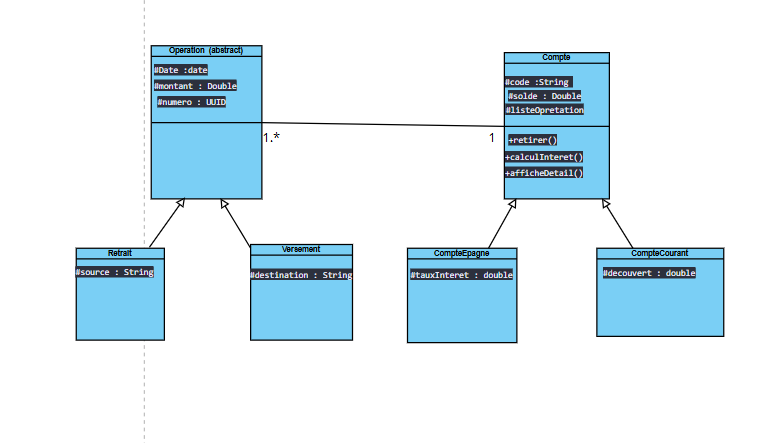 Operation (abstract)
#Date :date
#montant : Double
#numero : UUID
1.*
1
Compte
#code :String
#solde : Double
#listeOpretation
+retirer()
+calculInteret()
+afficheDetail()
Retrait
#source : String
Versement
#destination : String
CompteEpagne
#tauxInteret : double
CompteCourant
#decouvert : double